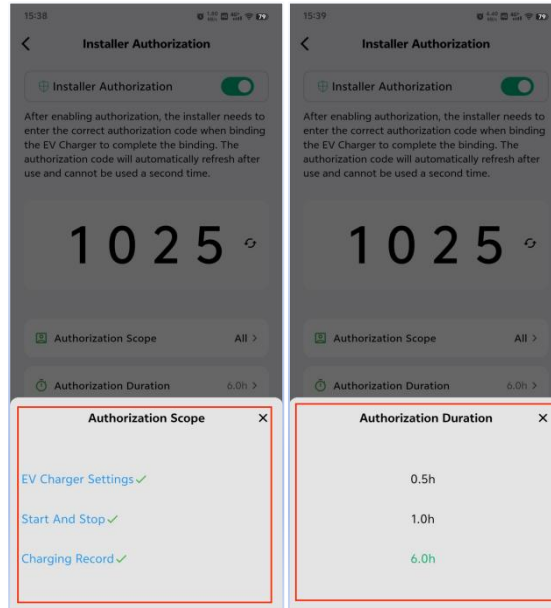 15:38
79
Installer Authorization
Installer Authorization
After enabling authorization, the installer needs to
enter the correct authorization code when binding
the EV Charger to complete the binding. The
authorization code will automatically refresh after
use and cannot be used a second time.
1025
Authorization Scope All >
Authorization Duration 6.0h >
Authorization Scope
EV Charger Settings
Start And Stop
Charging Record
15:39
79
Installer Authorization
Installer Authorization
After enabling authorization, the installer needs to
enter the correct authorization code when binding
the EV Charger to complete the binding. The
authorization code will automatically refresh after
use and cannot be used a second time.
1025
Authorization Scope All >
Authorization Duration 6.0h >
Authorization Duration
0.5h
1.0h
6.0h